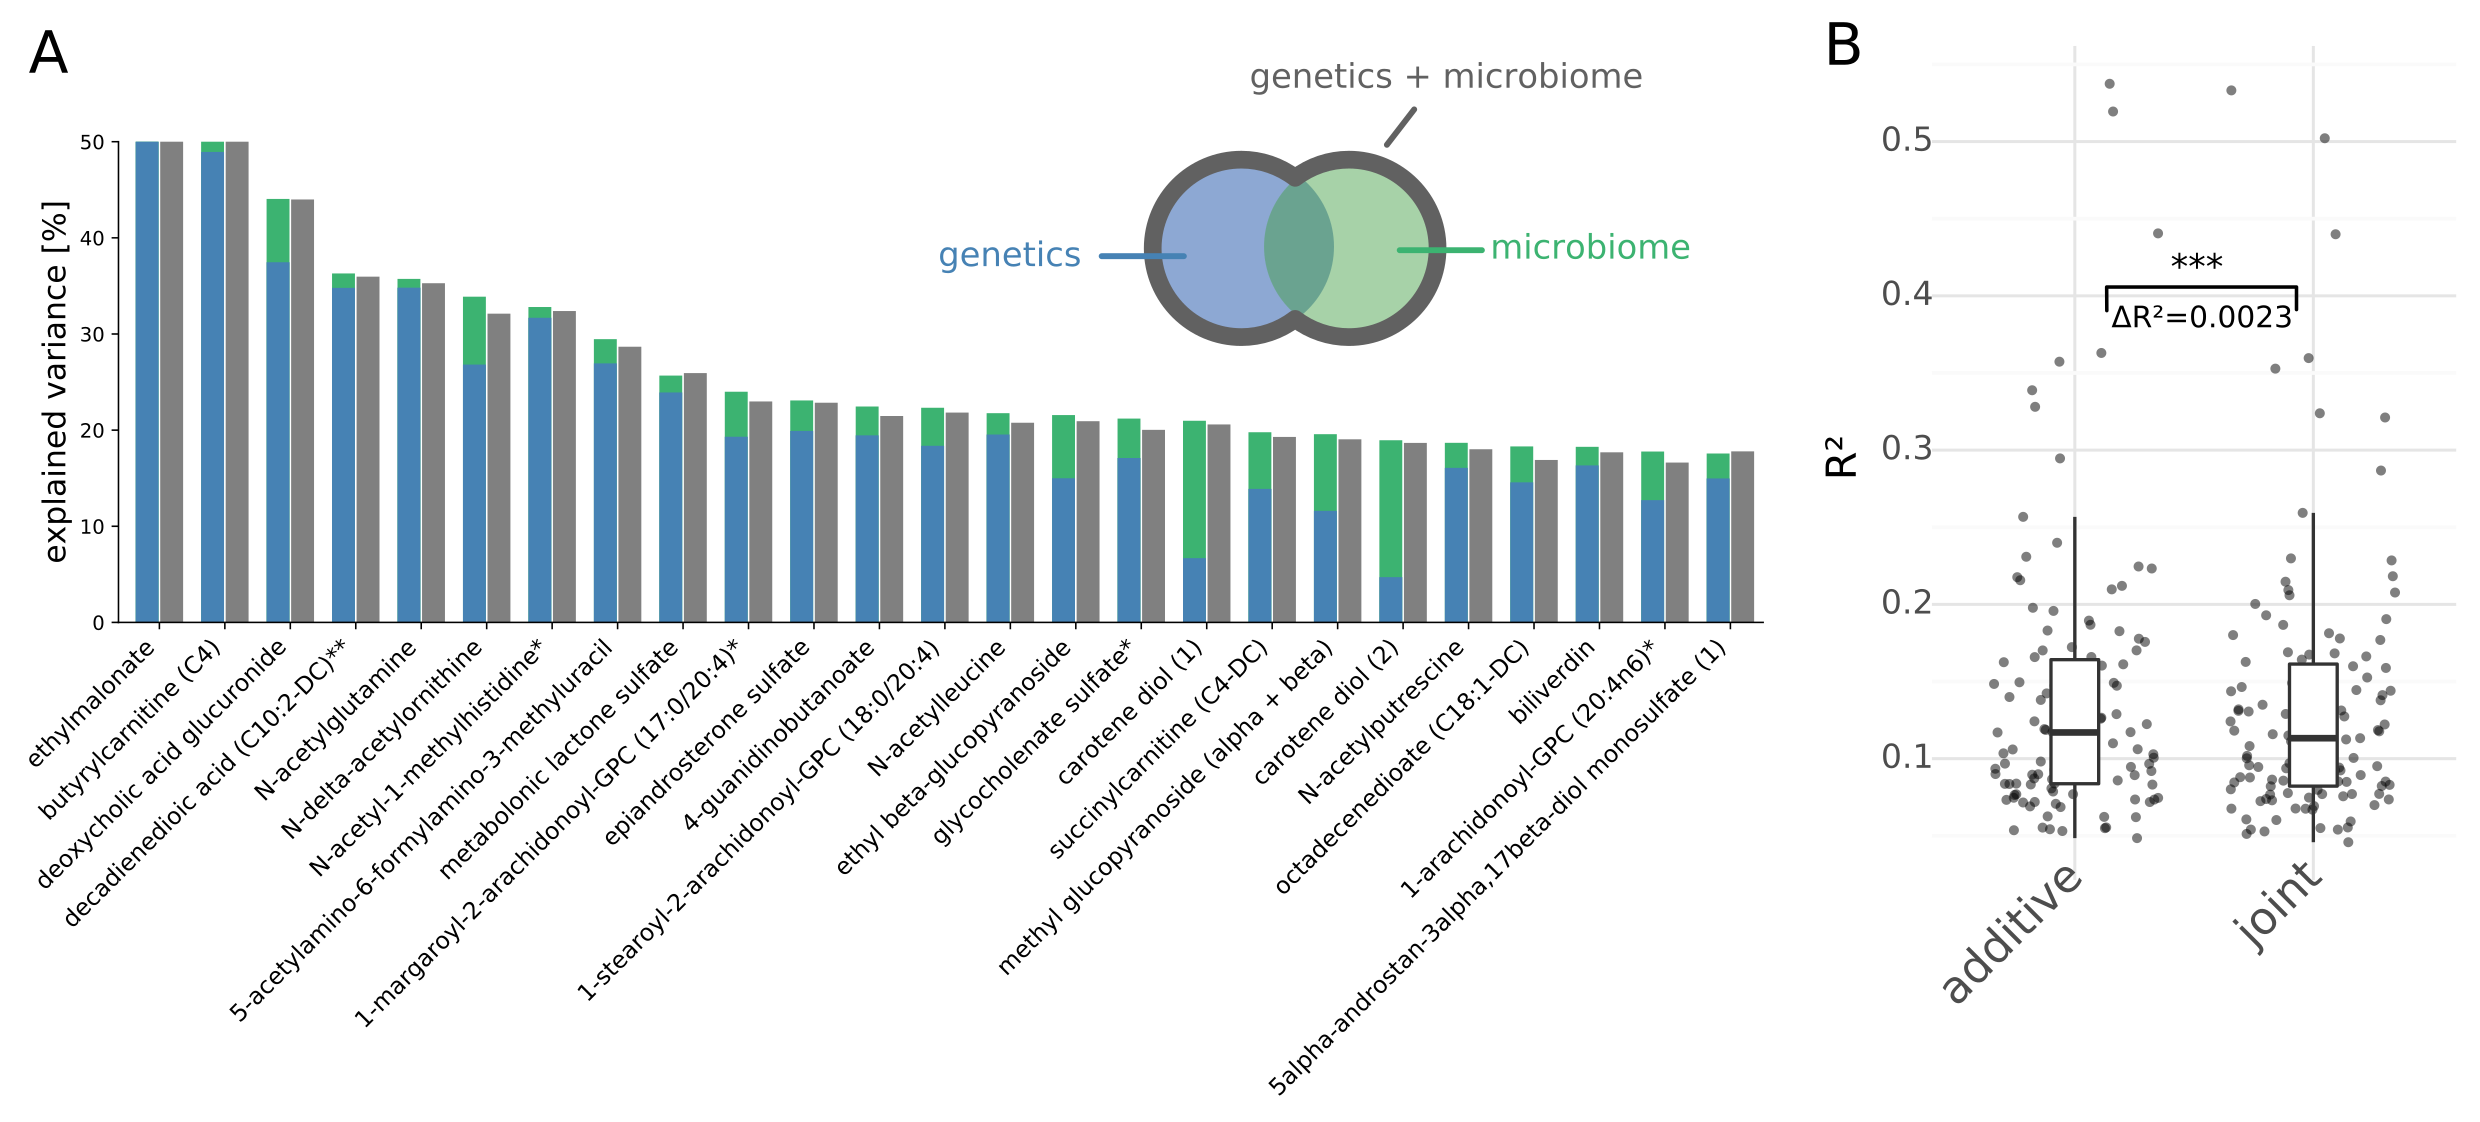 A
genetics + microbiome
genetics
microbiome
explained variance [%]
50
40
30
20
10
0
ethylmalonate
butyrylcarnitine (C4)
deoxycholic acid glucuronide
decadienedioic acid (C10:2-DC)**
N-acetylglutamine
N-delta-acetylornithine
N-acetyl-1-methylhistidine*
5-acetylamino-6-formylamino-3-methyluracil
metabolonic lactone sulfate
1-margaroyl-2-arachidonoyl-GPC (17:0/20:4)*
epiandrosterone sulfate
4-guanidinobutanoate
1-stearoyl-2-arachidonoyl-GPC (18:0/20:4)
N-acetylleucine
ethyl beta-glucopyranoside
glycocholenate sulfate*
carotene diol (1)
succinylcarnitine (C4-DC)
methyl glucopyranoside (alpha + beta)
carotene diol (2)
N-acetylputrescine
octadecenedioate (C18:1-DC)
biliverdin
1-arachidonoyl-GPC (20:4n6)*
5alpha-androstan-3alpha,17beta-diol monosulfate (1)
B
R²
0.5
0.4
0.3
0.2
0.1
***
ΔR²=0.0023
additive
joint